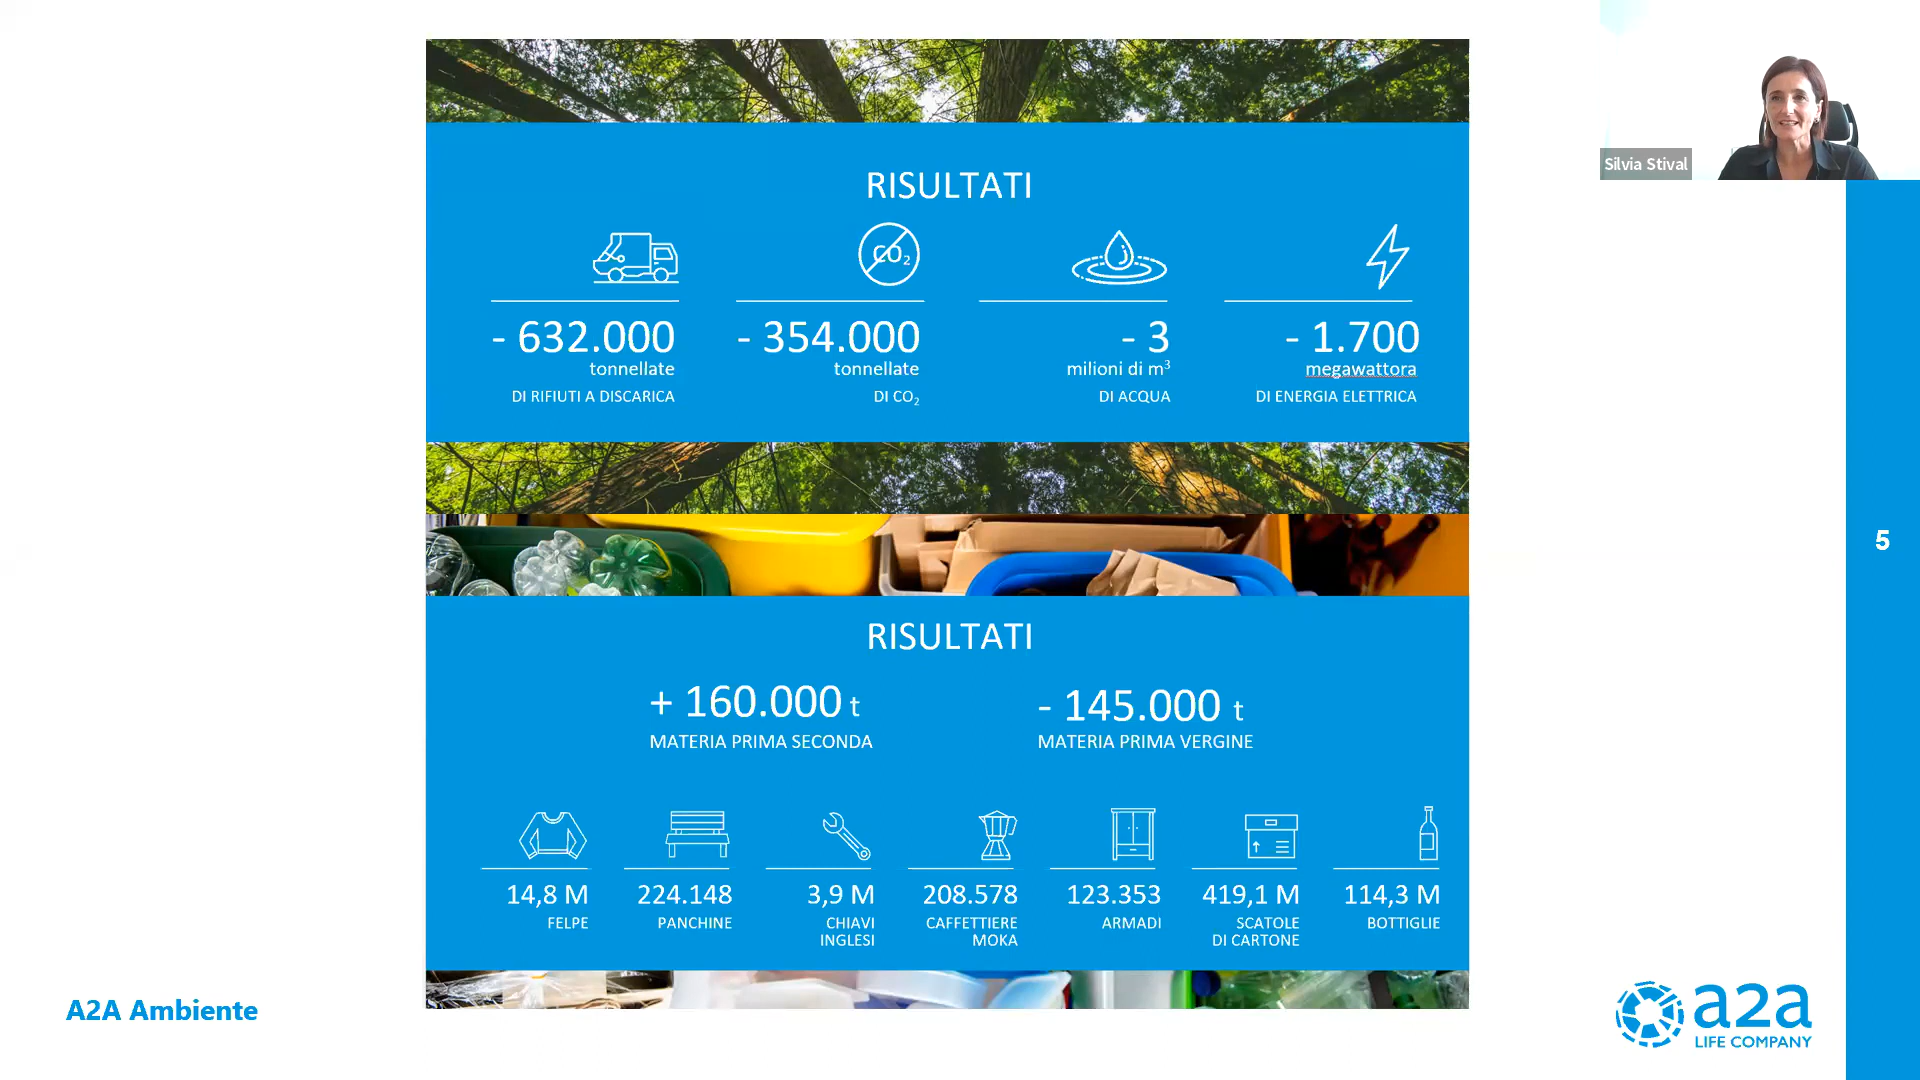 Silvia Stival
RISULTATI
CO₂
- 632.000
tonnellate
DI RIFIUTI A DISCARICA
- 354.000
tonnellate
DI CO₂
- 3
milioni di m³
DI ACQUA
- 1.700
megawattora
DI ENERGIA ELETTRICA
5
RISULTATI
+ 160.000 t
MATERIA PRIMA SECONDA
- 145.000 t
MATERIA PRIMA VERGINE
14,8 M
FELPE
224.148
PANCHINE
3,9 M
CHIAVI
INGLESI
208.578
CAFFETTIERE
MOKA
123.353
ARMADI
419,1 M
SCATOLE
DI CARTONE
114,3 M
BOTTIGLIE
A2A Ambiente
a2a
LIFE COMPANY